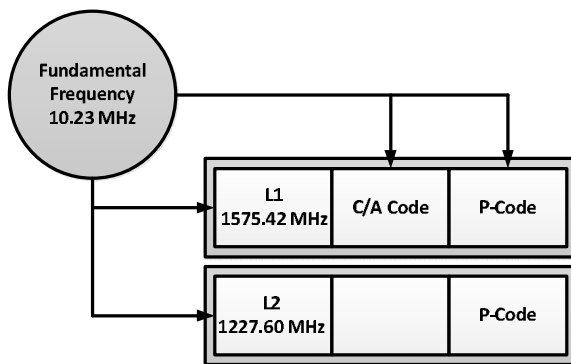 Fundamental
Frequency
10.23 MHz
L1
1575.42 MHz
C/A Code
P-Code
L2
1227.60 MHz
P-Code